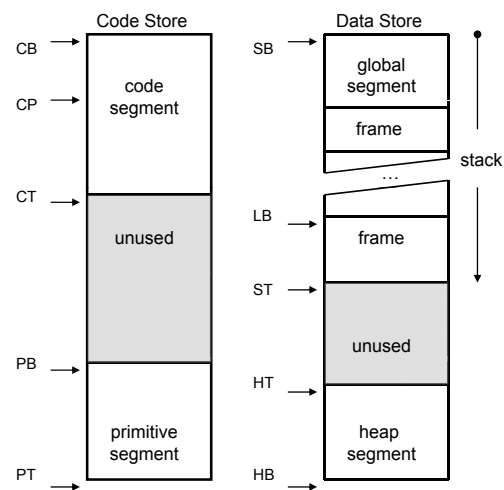 Code Store
CB
CP
code
segment
CT
unused
PB
primitive
segment
PT
Data Store
SB
global
segment
frame
...
stack
LB
frame
ST
unused
HT
heap
segment
HB